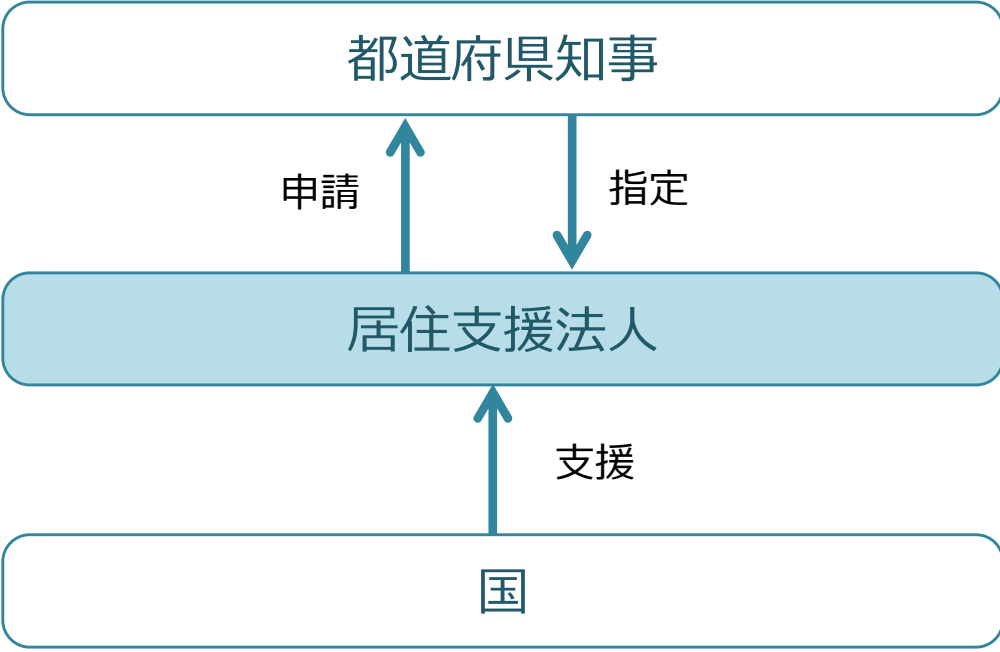 都道府県知事
申請
指定
居住支援法人
支援
国